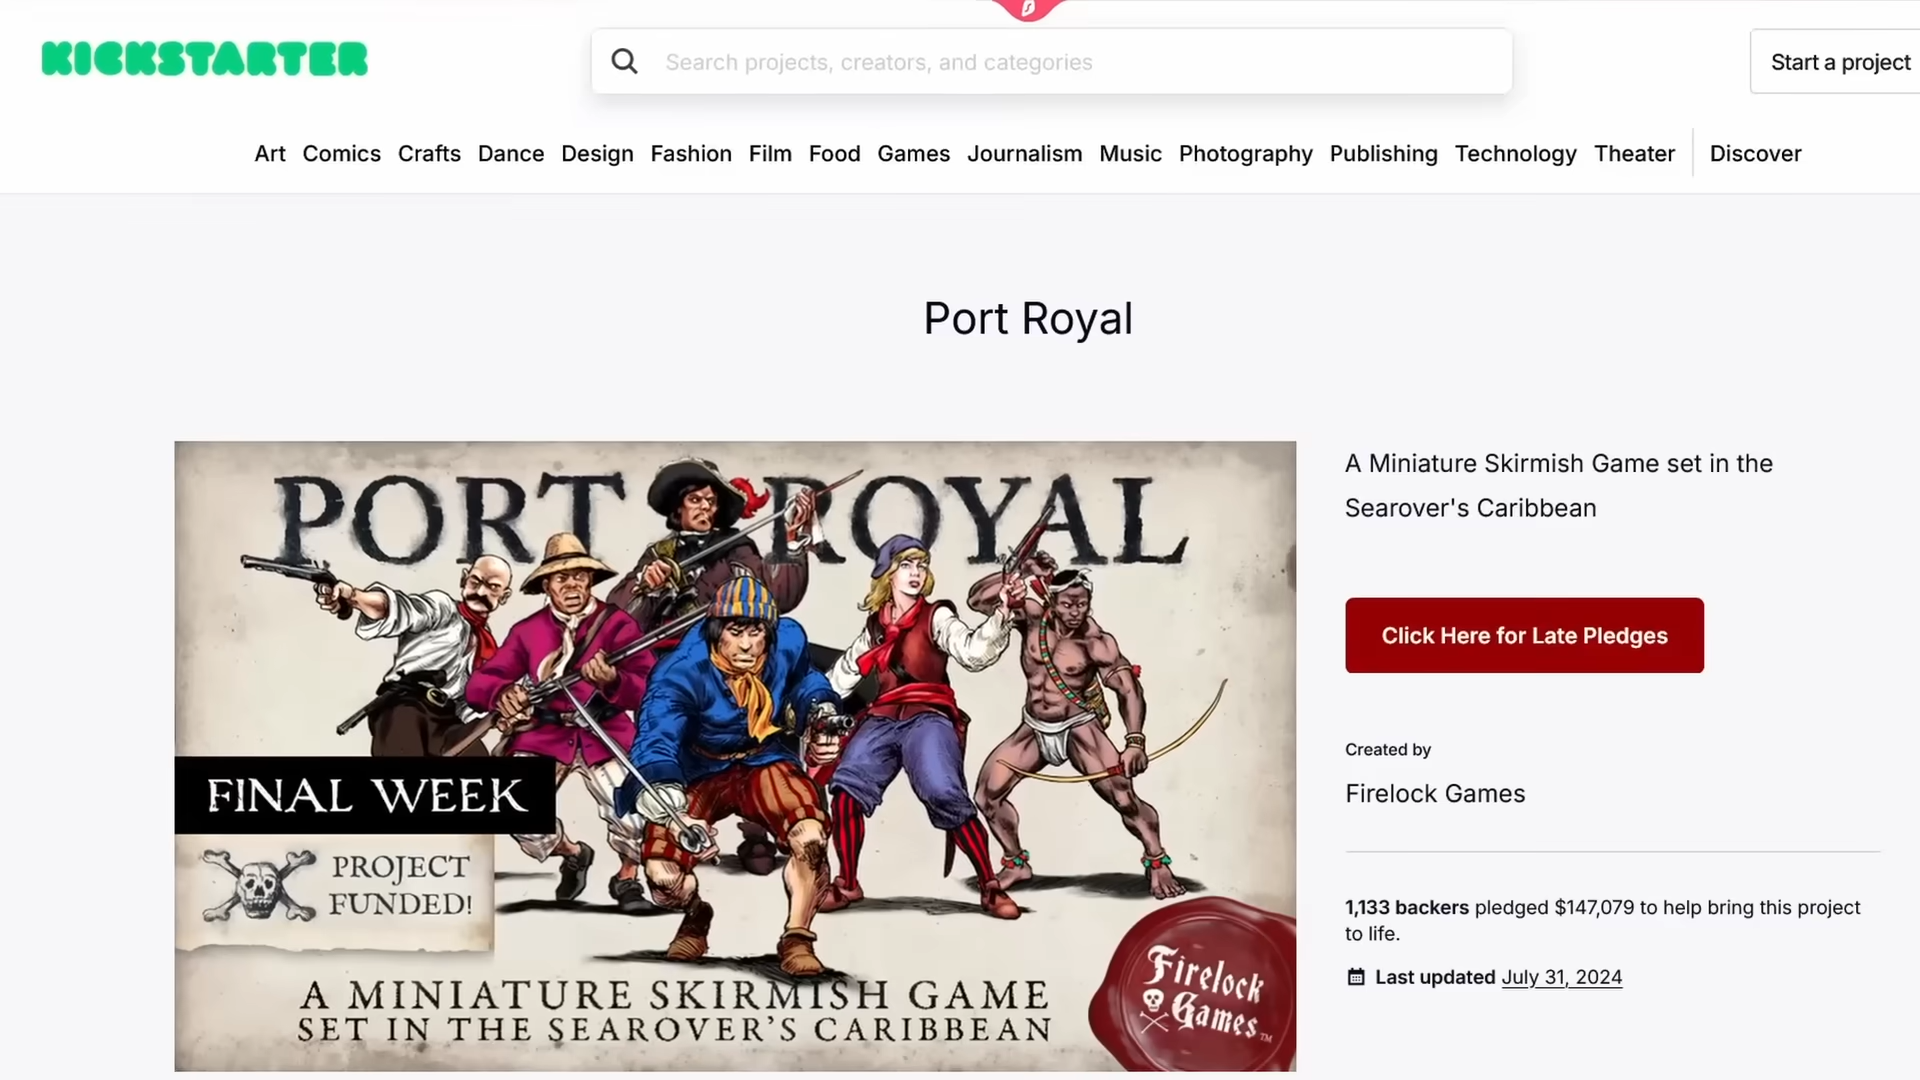 KICKSTARTER
Search projects, creators, and categories
Start a project
Art Comics Crafts Dance Design Fashion Film Food Games Journalism Music Photography Publishing Technology Theater Discover
Port Royal
PORT ROYAL
FINAL WEEK
PROJECT
FUNDED!
A MINIATURE SKIRMISH GAME
SET IN THE SEAROVER'S CARIBBEAN
Firelock
Games™
A Miniature Skirmish Game set in the
Searover's Caribbean
Click Here for Late Pledges
Created by
Firelock Games
1,133 backers pledged $147,079 to help bring this project
to life.
Last updated July 31, 2024